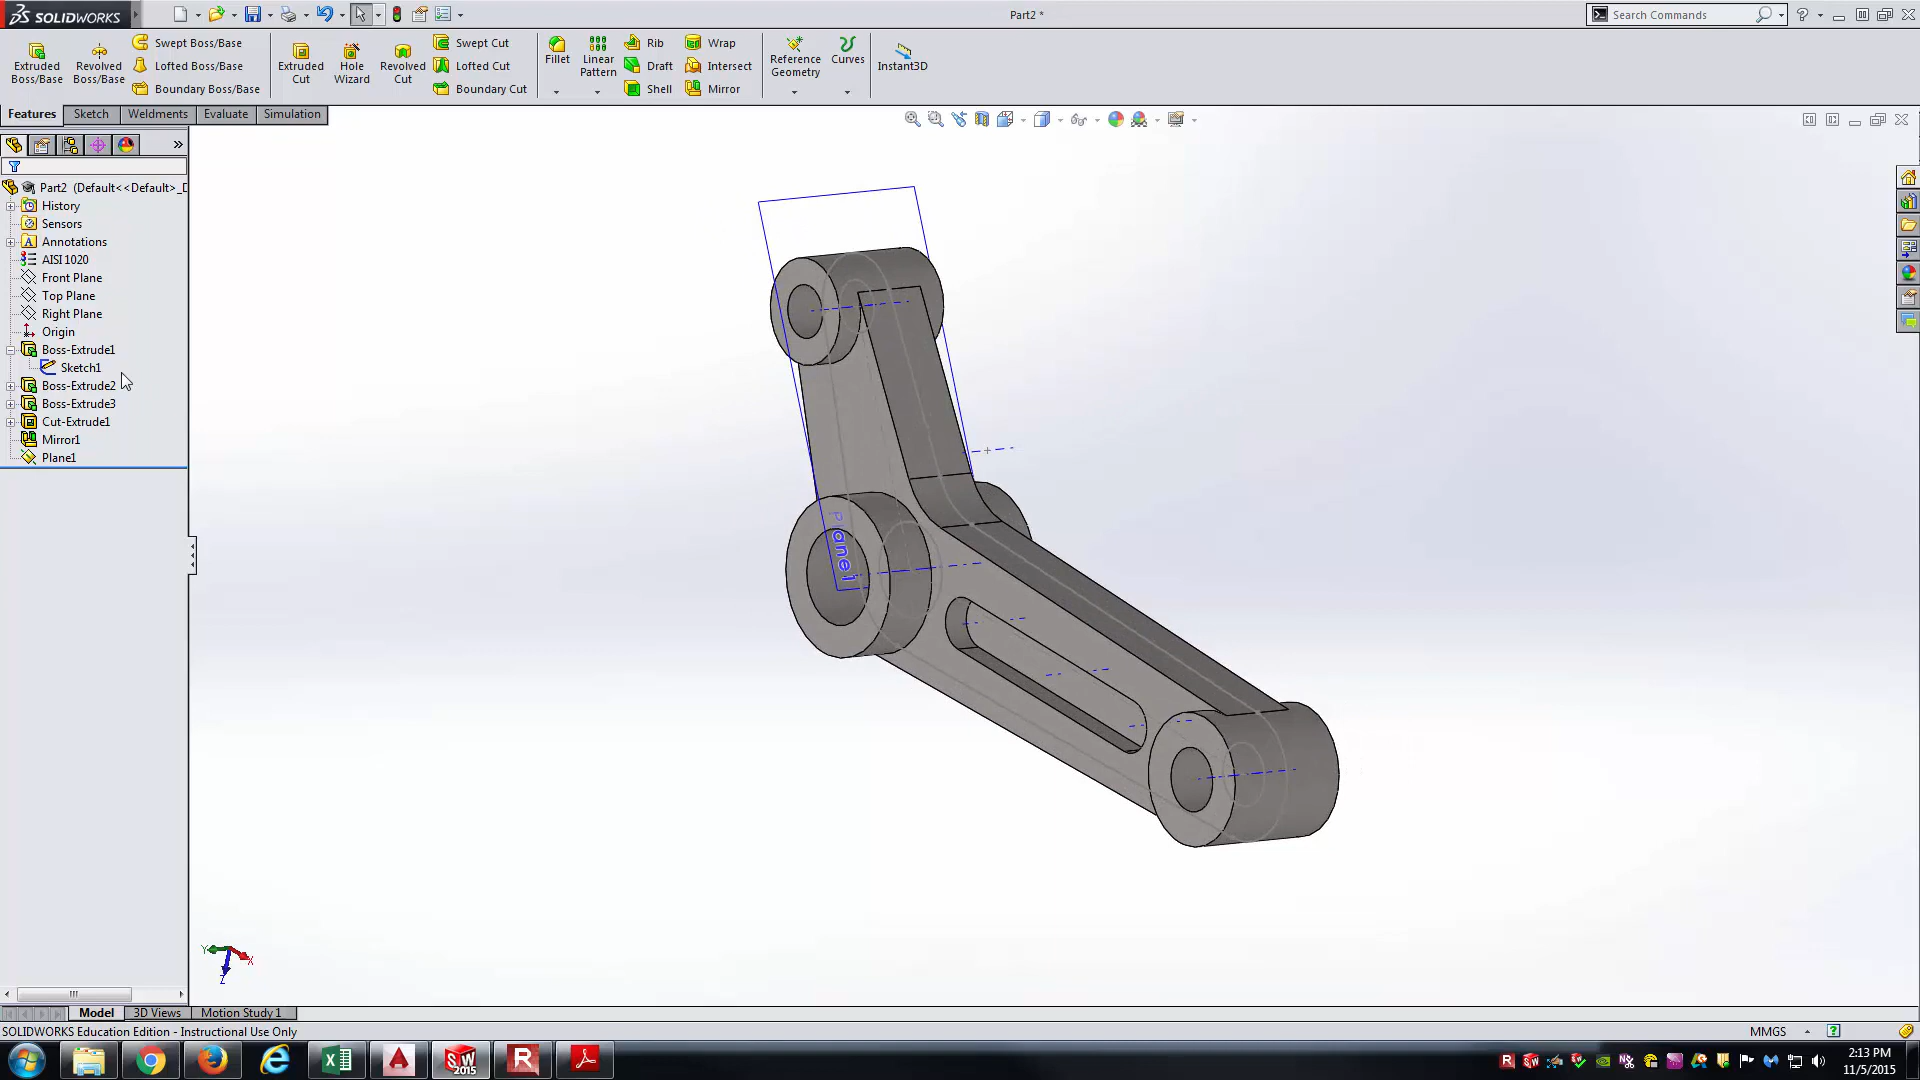 SOLIDWORKS
Part2 *
Search Commands
Extruded Boss/Base
Revolved Boss/Base
Swept Boss/Base
Lofted Boss/Base
Boundary Boss/Base
Extruded Cut
Hole Wizard
Revolved Cut
Swept Cut
Lofted Cut
Boundary Cut
Fillet
Linear Pattern
Rib
Draft
Shell
Wrap
Intersect
Mirror
Reference Geometry
Curves
Instant3D
Features
Sketch
Weldments
Evaluate
Simulation
Part2 (Default<<Default>_D
History
Sensors
Annotations
AISI 1020
Front Plane
Top Plane
Right Plane
Origin
Boss-Extrude1
Sketch1
Boss-Extrude2
Boss-Extrude3
Cut-Extrude1
Mirror1
Plane1
Plane1
Y
X
Z
Model
3D Views
Motion Study 1
SOLIDWORKS Education Edition - Instructional Use Only
MMGS
SW 2015
2:13 PM
11/5/2015